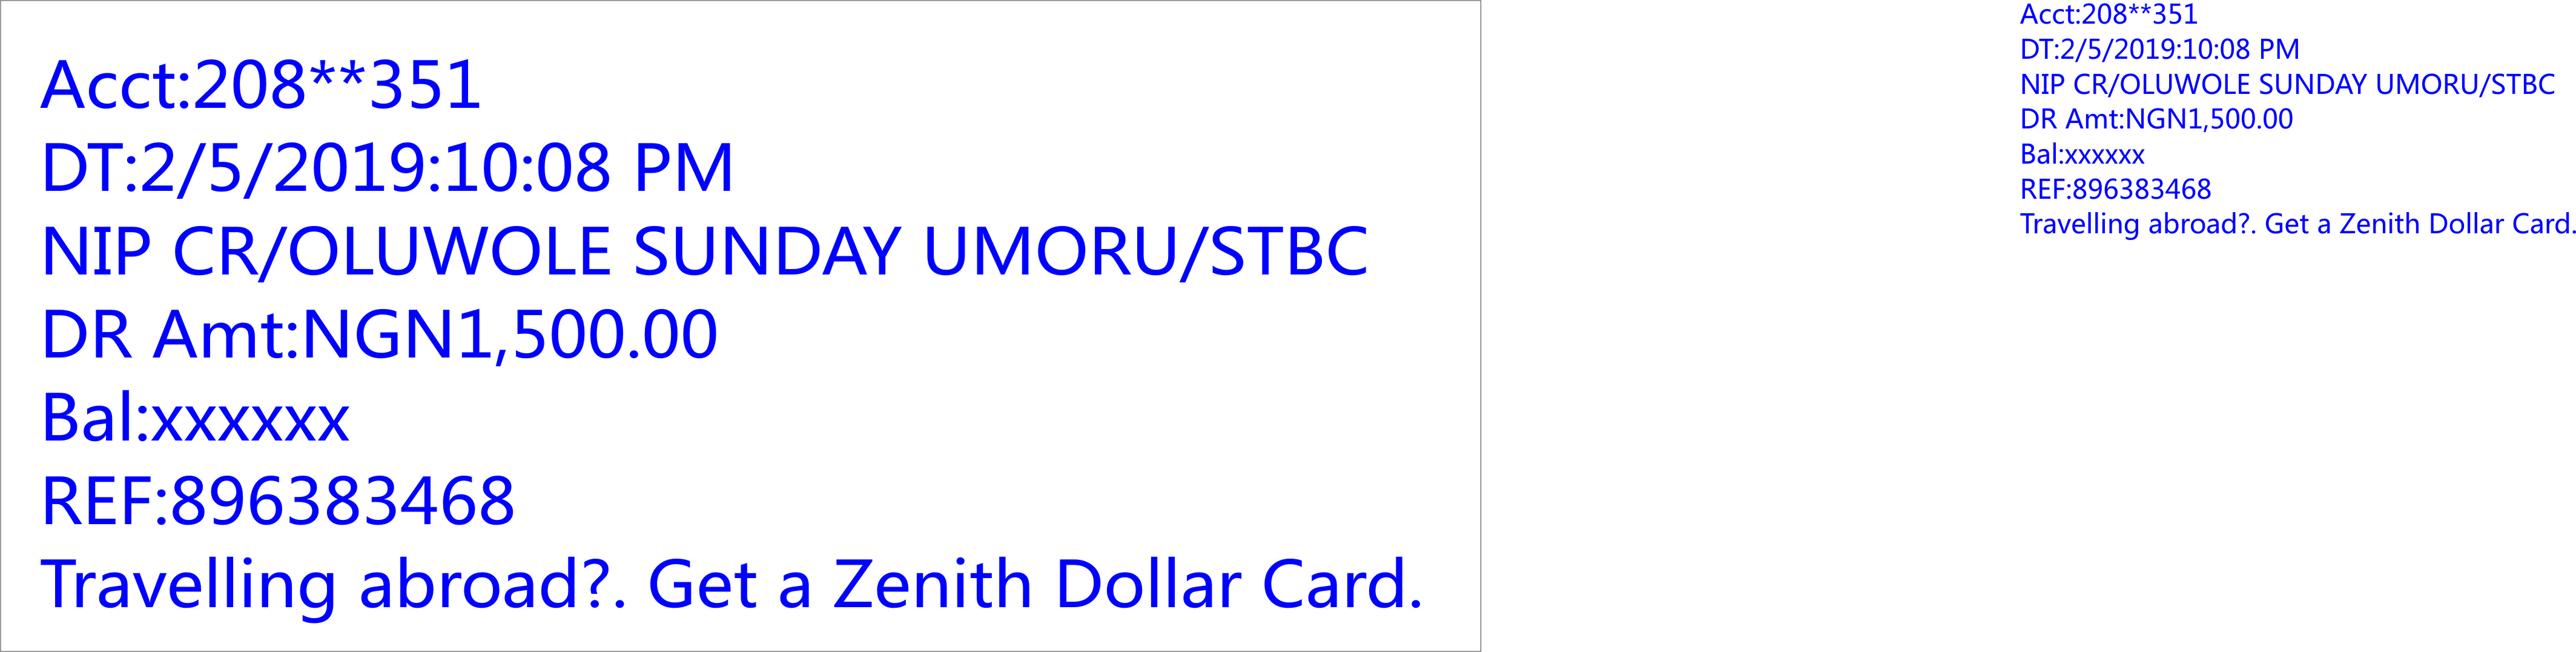 Acct:208**351
DT:2/5/2019:10:08 PM
NIP CR/OLUWOLE SUNDAY UMORU/STBC
DR Amt:NGN1,500.00
Bal:xxxxxx
REF:896383468
Travelling abroad?. Get a Zenith Dollar Card.
Acct:208**351
DT:2/5/2019:10:08 PM
NIP CR/OLUWOLE SUNDAY UMORU/STBC
DR Amt:NGN1,500.00
Bal:xxxxxx
REF:896383468
Travelling abroad?. Get a Zenith Dollar Card.